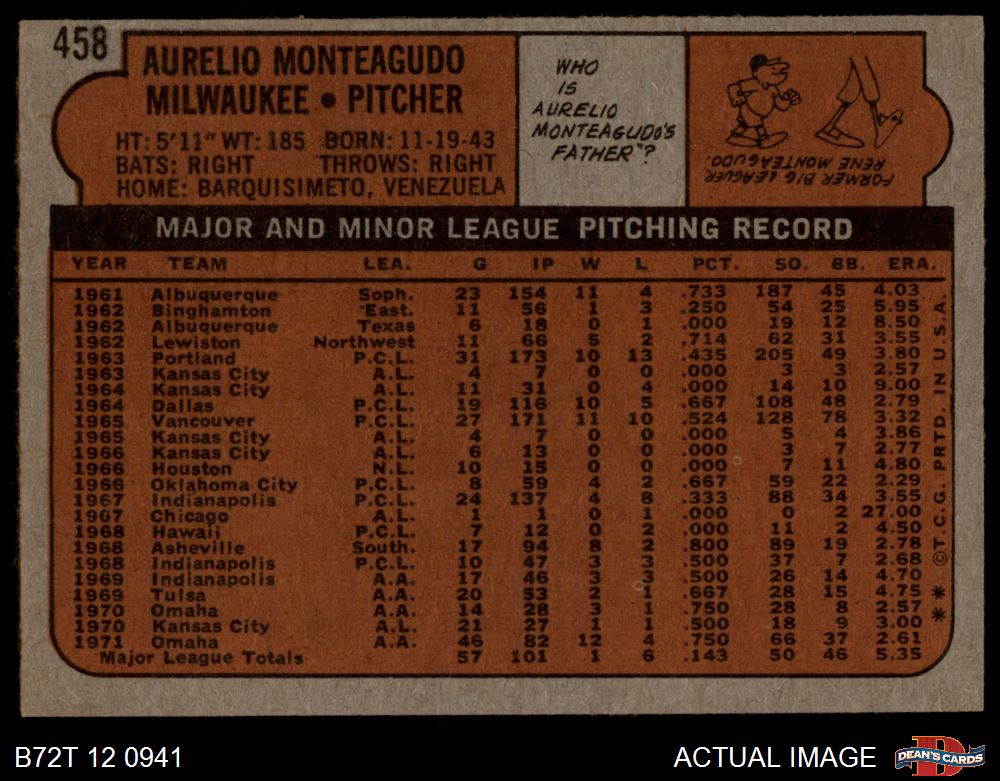 458
AURELIO MONTEAGUDO
MILWAUKEE • PITCHER
HT: 5'11" WT: 185 BORN: 11-19-43
BATS: RIGHT THROWS: RIGHT
HOME: BARQUISIMETO, VENEZUELA
WHO
IS
AURELIO
MONTEAGUDO'S
FATHER"?
FORMER BIG LEAGUER,
RENE MONTEAGUDO.
MAJOR AND MINOR LEAGUE PITCHING RECORD
YEAR TEAM LEA. G IP W L PCT. SO. BB. ERA.
1961 Albuquerque Soph. 23 154 11 4 .733 187 45 4.03
1962 Binghamton East. 11 56 1 3 .250 54 25 5.95
1962 Albuquerque Texas 6 18 0 1 .000 19 12 8.50
1962 Lewiston Northwest 11 66 5 2 .714 62 31 3.55
1963 Portland P.C.L. 31 173 10 13 .435 205 49 3.80
1963 Kansas City A.L. 4 7 0 0 .000 3 3 2.57
1964 Kansas City A.L. 11 31 0 4 .000 14 10 9.00
1964 Dallas P.C.L. 19 116 10 5 .667 108 48 2.79
1965 Vancouver P.C.L. 27 171 11 10 .524 128 78 3.32
1965 Kansas City A.L. 4 7 0 0 .000 5 4 3.86
1966 Kansas City A.L. 6 13 0 0 .000 3 7 2.77
1966 Houston N.L. 10 15 0 0 .000 7 11 4.80
1966 Oklahoma City P.C.L. 8 59 4 2 .667 59 22 2.29
1967 Indianapolis P.C.L. 24 137 4 8 .333 88 34 3.55
1967 Chicago A.L. 1 1 0 1 .000 0 2 27.00
1968 Hawaii P.C.L. 7 12 0 2 .000 11 2 4.50
1968 Asheville South. 17 94 8 2 .800 89 19 2.78
1968 Indianapolis P.C.L. 10 47 3 3 .500 37 7 2.68
1969 Indianapolis A.A. 17 46 3 3 .500 26 14 4.70
1969 Tulsa A.A. 20 53 2 1 .667 28 15 4.75
1970 Omaha A.A. 14 28 3 1 .750 28 8 2.57
1970 Kansas City A.L. 21 27 1 1 .500 18 9 3.00
1971 Omaha A.A. 46 82 12 4 .750 66 37 2.61
Major League Totals 57 101 1 6 .143 50 46 5.35
* * ©T.C.G. PRTD. IN U.S.A.
B72T 12 0941
ACTUAL IMAGE
D
DEAN'S CARDS